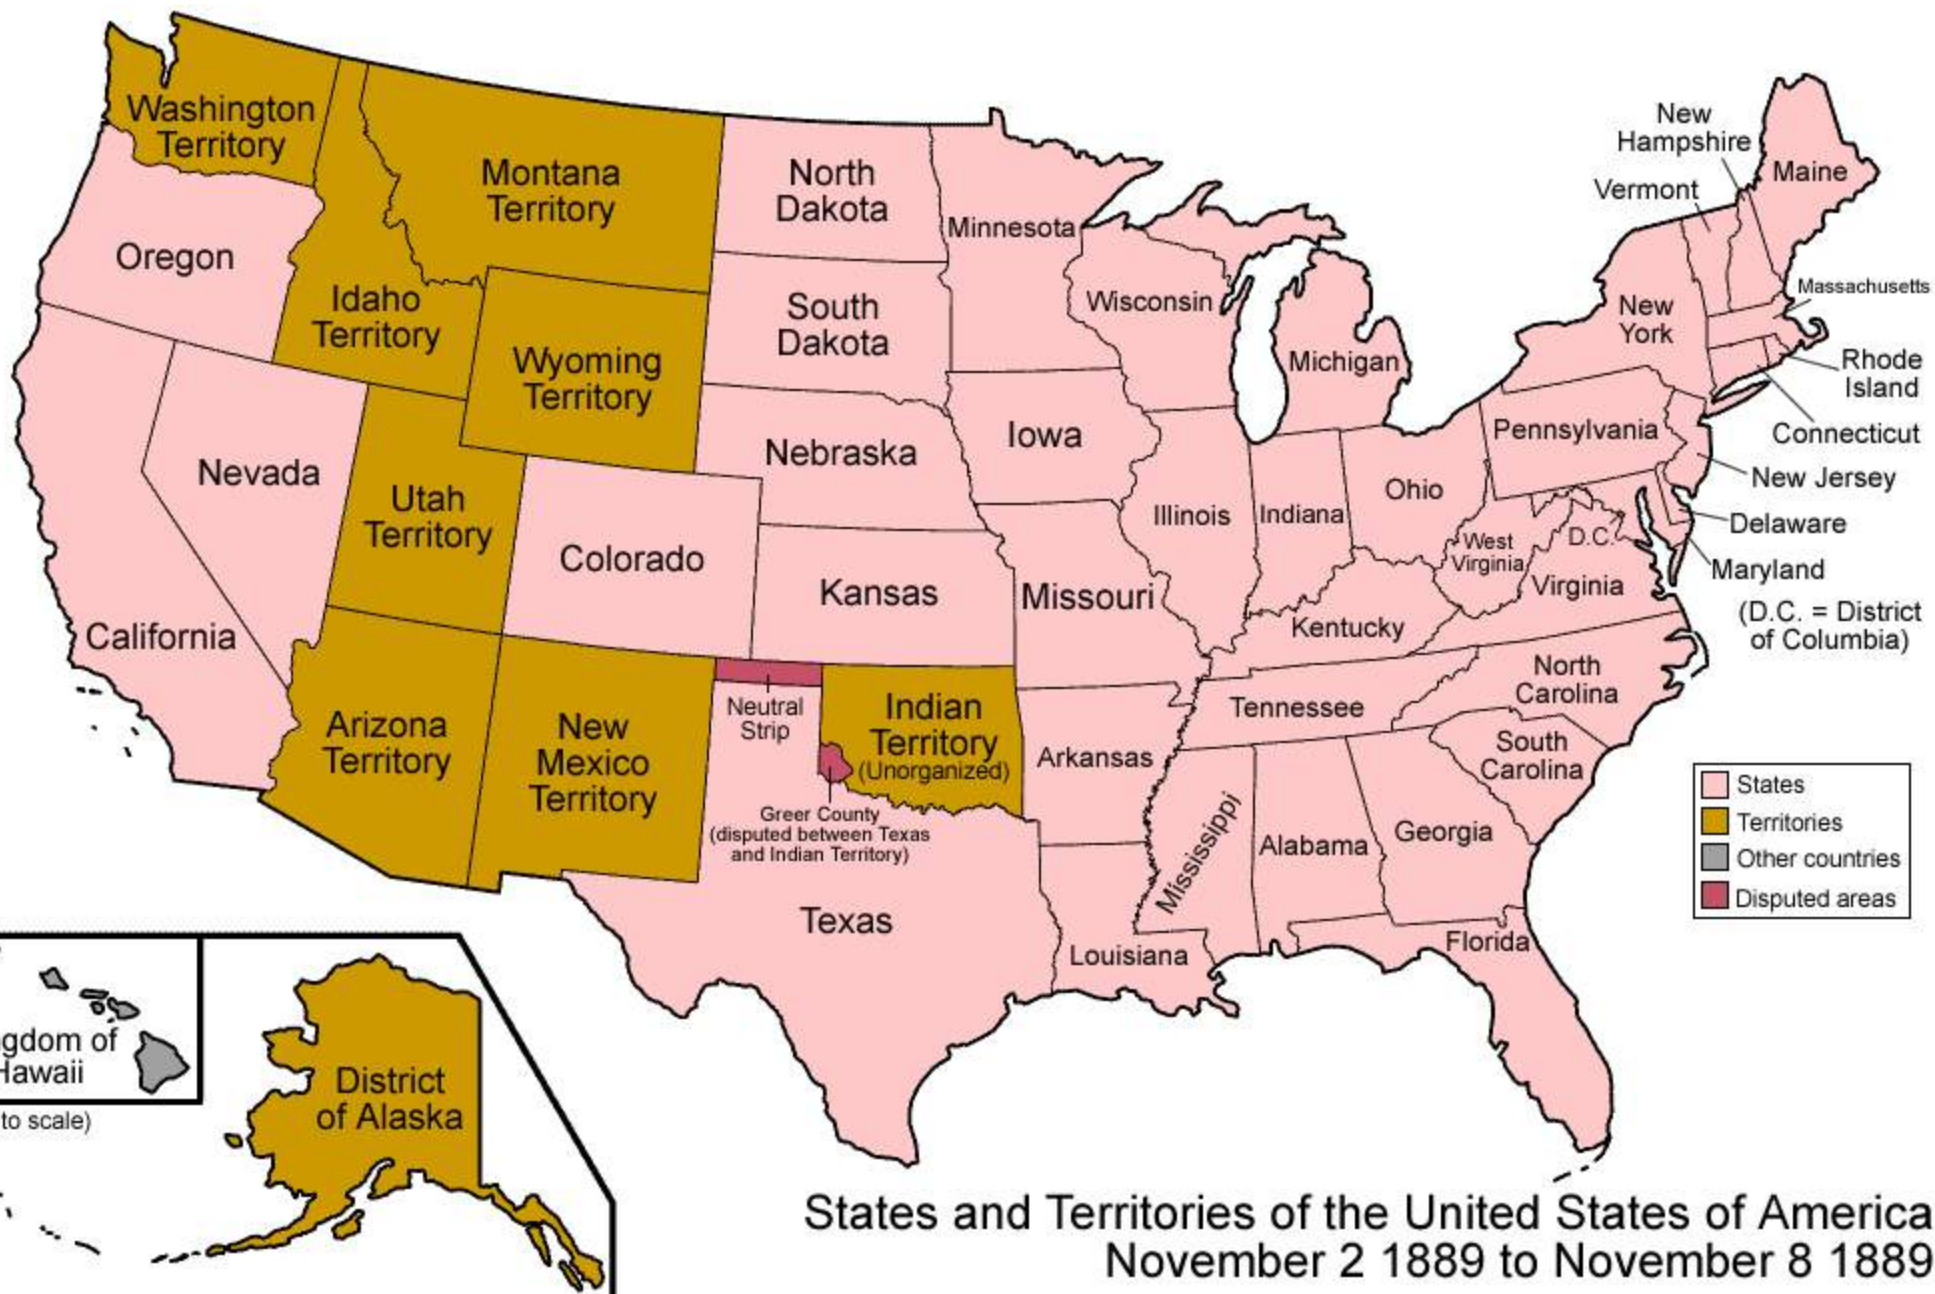 Washington
Territory
Montana
Territory
North
Dakota
Minnesota
New
Hampshire
Vermont
Maine
Oregon
Idaho
Territory
South
Dakota
Wisconsin
Massachusetts
New
York
Wyoming
Territory
Michigan
Rhode
Island
Nebraska
Iowa
Pennsylvania
Connecticut
Nevada
Utah
Territory
New Jersey
Ohio
Illinois
Indiana
Delaware
D.C.
West
Virginia
Colorado
Kansas
Missouri
Virginia
Maryland
(D.C. = District
of Columbia)
California
Kentucky
North
Carolina
Arizona
Territory
New
Mexico
Territory
Neutral
Strip
Indian
Territory
(Unorganized)
Tennessee
Arkansas
South
Carolina
Greer County
(disputed between Texas
and Indian Territory)
Mississippi
Alabama
Georgia
States
Territories
Other countries
Disputed areas
Texas
Louisiana
Florida
gdom of
Hawaii
to scale)
District
of Alaska
States and Territories of the United States of America
November 2 1889 to November 8 1889